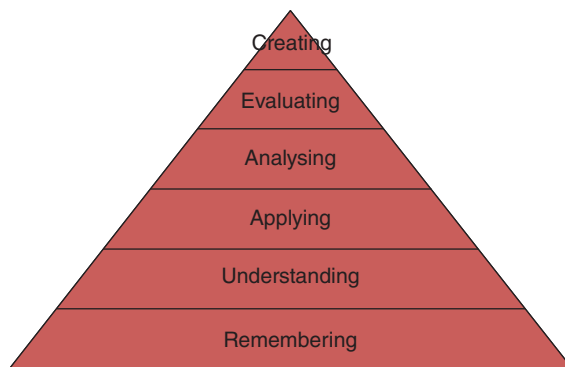 Creating
Evaluating
Analysing
Applying
Understanding
Remembering